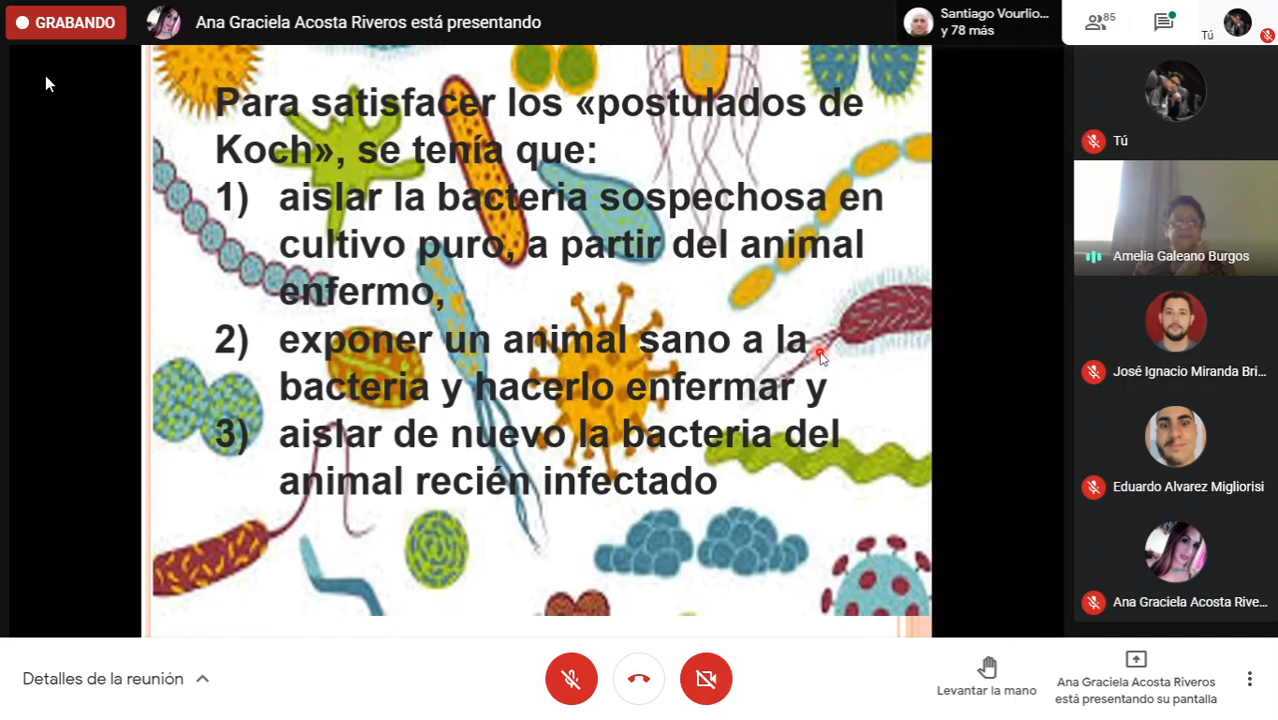 GRABANDO
Ana Graciela Acosta Riveros está presentando
Santiago Vourlio...
y 78 más
85
Tú
Para satisfacer los «postulados de
Koch», se tenía que:
1) aislar la bacteria sospechosa en
cultivo puro, a partir del animal
enfermo,
2) exponer un animal sano a la
bacteria y hacerlo enfermar y
3) aislar de nuevo la bacteria del
animal recién infectado
Tú
Amelia Galeano Burgos
José Ignacio Miranda Bri...
Eduardo Alvarez Migliorisi
Ana Graciela Acosta Rive...
Detalles de la reunión
Levantar la mano
Ana Graciela Acosta Riveros
está presentando su pantalla